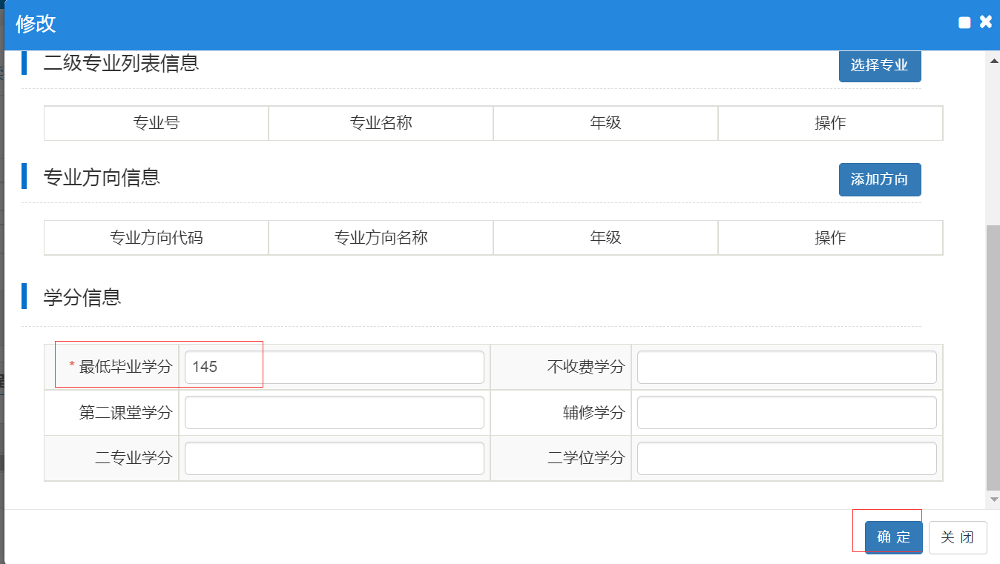 修改
二级专业列表信息
选择专业
专业号 专业名称 年级 操作
专业方向信息
添加方向
专业方向代码 专业方向名称 年级 操作
学分信息
* 最低毕业学分 145 不收费学分
第二课堂学分 辅修学分
二专业学分 二学位学分
确 定 关 闭